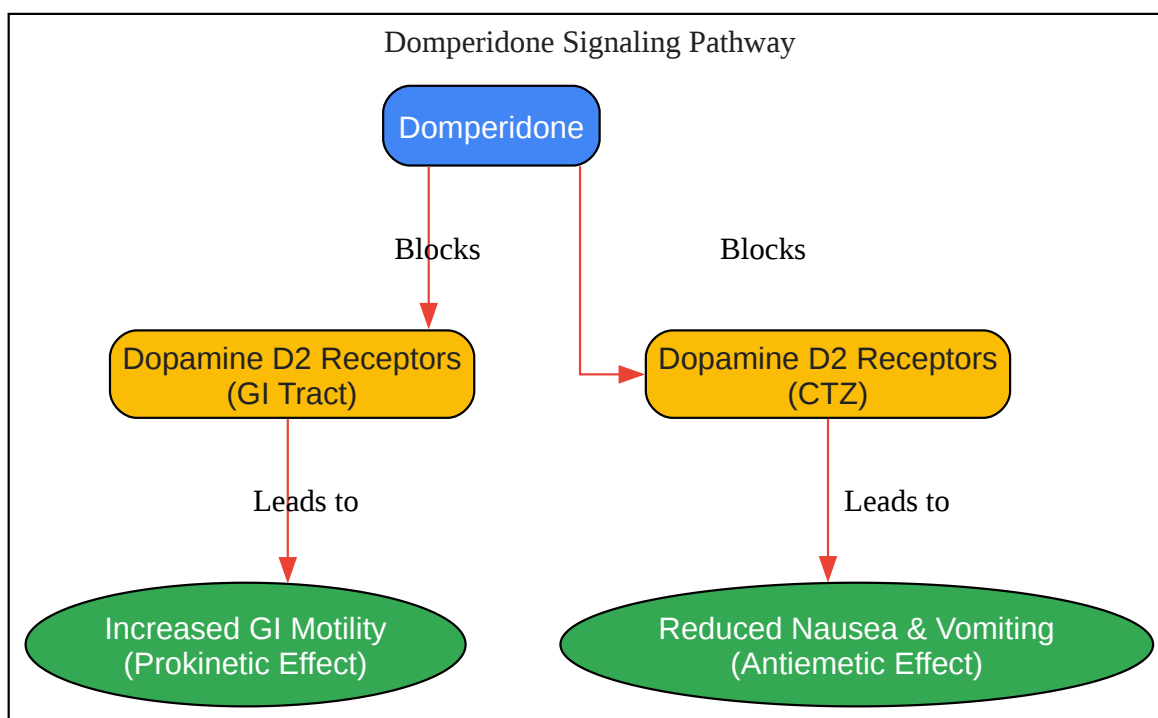 Domperidone Signaling Pathway
Domperidone
Blocks
Blocks
Dopamine D2 Receptors
(GI Tract)
Dopamine D2 Receptors
(CTZ)
Leads to
Leads to
Increased GI Motility
(Prokinetic Effect)
Reduced Nausea & Vomiting
(Antiemetic Effect)